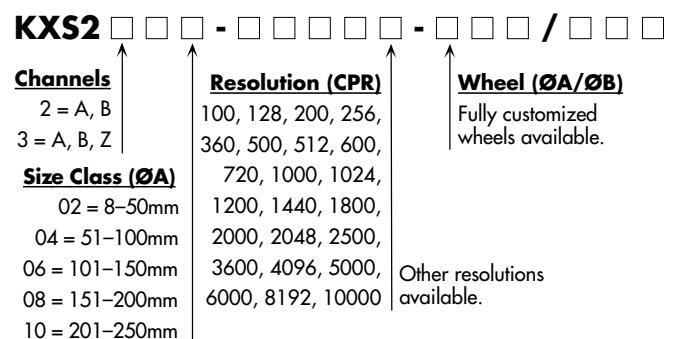 KXS2 □ □ □ - □ □ □ □ □ - □ □ □ / □ □ □
Channels
2 = A, B
3 = A, B, Z
Size Class (ØA)
02 = 8–50mm
04 = 51–100mm
06 = 101–150mm
08 = 151–200mm
10 = 201–250mm
Resolution (CPR)
100, 128, 200, 256,
360, 500, 512, 600,
720, 1000, 1024,
1200, 1440, 1800,
2000, 2048, 2500,
3600, 4096, 5000,
6000, 8192, 10000
Other resolutions
available.
Wheel (ØA/ØB)
Fully customized
wheels available.